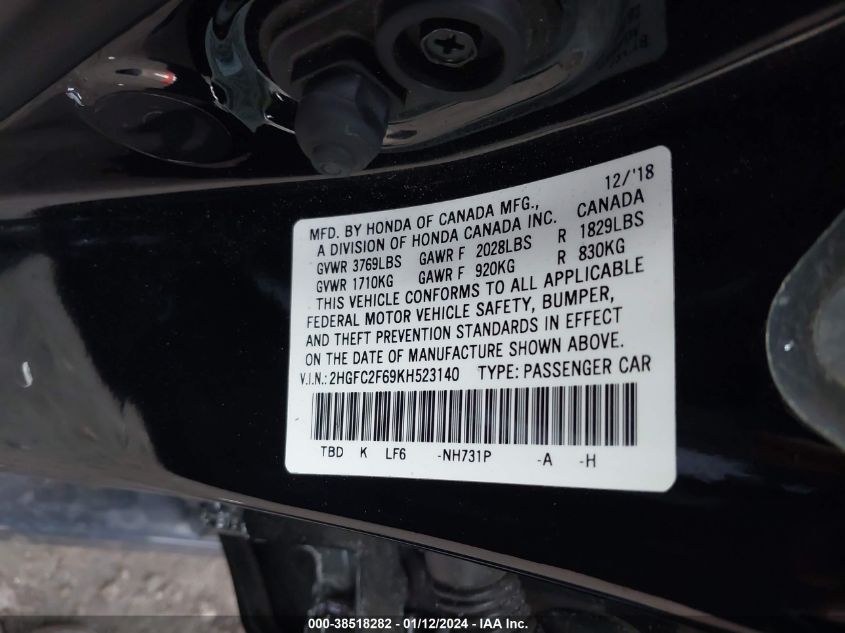 12/'18
MFD. BY HONDA OF CANADA MFG., CANADA
A DIVISION OF HONDA CANADA INC.
GVWR 3769LBS GAWR F 2028LBS R 1829LBS
GVWR 1710KG GAWR F 920KG R 830KG
THIS VEHICLE CONFORMS TO ALL APPLICABLE
FEDERAL MOTOR VEHICLE SAFETY, BUMPER,
AND THEFT PREVENTION STANDARDS IN EFFECT
ON THE DATE OF MANUFACTURE SHOWN ABOVE.
V.I.N.: 2HGFC2F69KH523140 TYPE: PASSENGER CAR
TBD K LF6 -NH731P -A -H
000-38518282 - 01/12/2024 - IAA Inc.